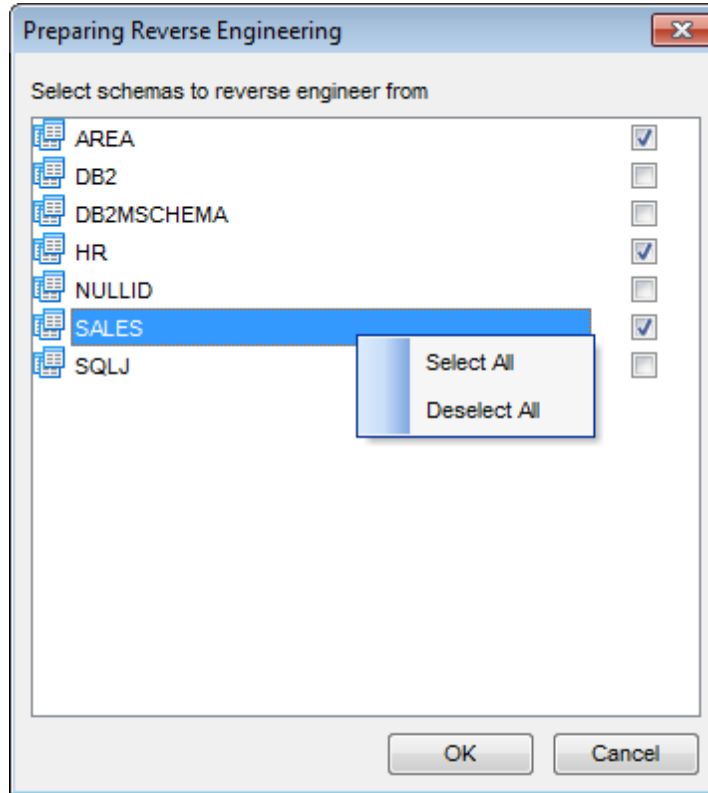 Preparing Reverse Engineering
Select schemas to reverse engineer from
AREA
DB2
DB2MSCHEMA
HR
NULLID
SALES
SQLJ
Select All
Deselect All
OK
Cancel